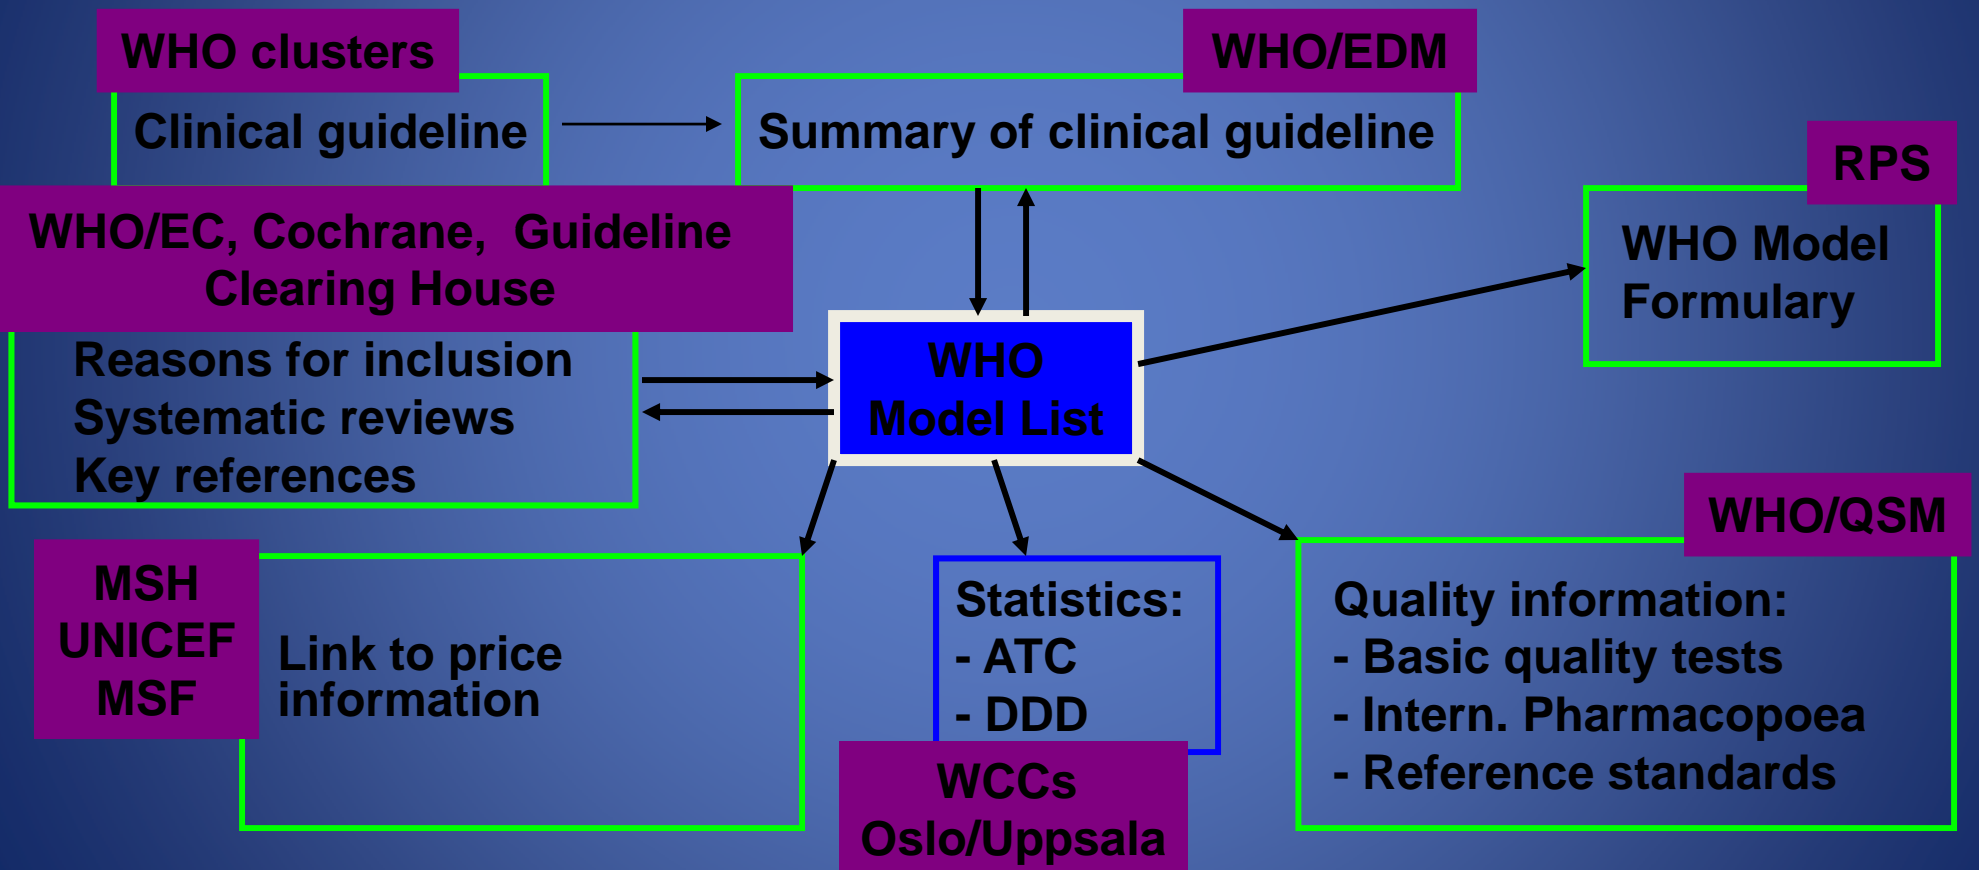 WHO clusters
Clinical guideline
WHO/EDM
Summary of clinical guideline
RPS
WHO Model
Formulary
WHO/EC, Cochrane, Guideline
Clearing House
Reasons for inclusion
Systematic reviews
Key references
WHO
Model List
MSH
UNICEF
MSF
Link to price
information
Statistics:
- ATC
- DDD
WCCs
Oslo/Uppsala
WHO/QSM
Quality information:
- Basic quality tests
- Intern. Pharmacopoea
- Reference standards